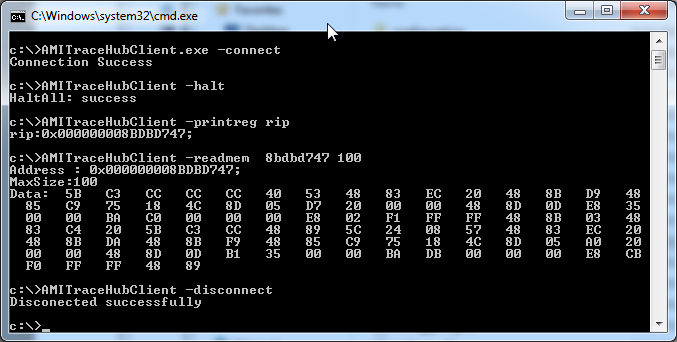 C:\Windows\system32\cmd.exe
c:\>AMITraceHubClient.exe -connect
Connection Success
c:\>AMITraceHubClient -halt
HaltAll: success
c:\>AMITraceHubClient -printreg rip
rip:0x000000008BDBD747;
c:\>AMITraceHubClient -readmem 8bdbd747 100
Address : 0x000000008BDBD747;
MaxSize:100
Data: 5B C3 CC CC CC 40 53 48 83 EC 20 48 8B D9 48
85 C9 75 18 4C 8D 05 D7 20 00 00 48 8D 0D E8 35
00 00 BA C0 00 00 00 E8 02 F1 FF FF 48 8B 03 48
83 C4 20 5B C3 CC 48 89 5C 24 08 57 48 83 EC 20
48 8B DA 48 8B F9 48 85 C9 75 18 4C 8D 05 A0 20
00 00 48 8D 0D B1 35 00 00 BA DB 00 00 00 E8 CB
F0 FF FF 48 89
c:\>AMITraceHubClient -disconnect
Disconected successfully
c:\>_